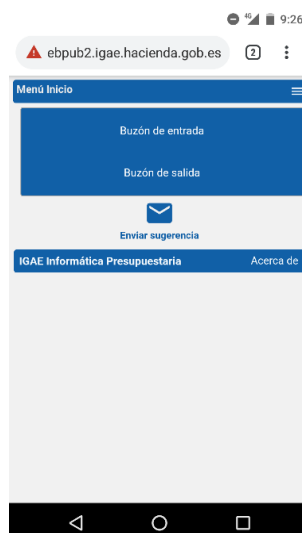 4G 9:26
ebpub2.igae.hacienda.gob.es 2
Menú Inicio
Buzón de entrada
Buzón de salida
Enviar sugerencia
IGAE Informática Presupuestaria Acerca de